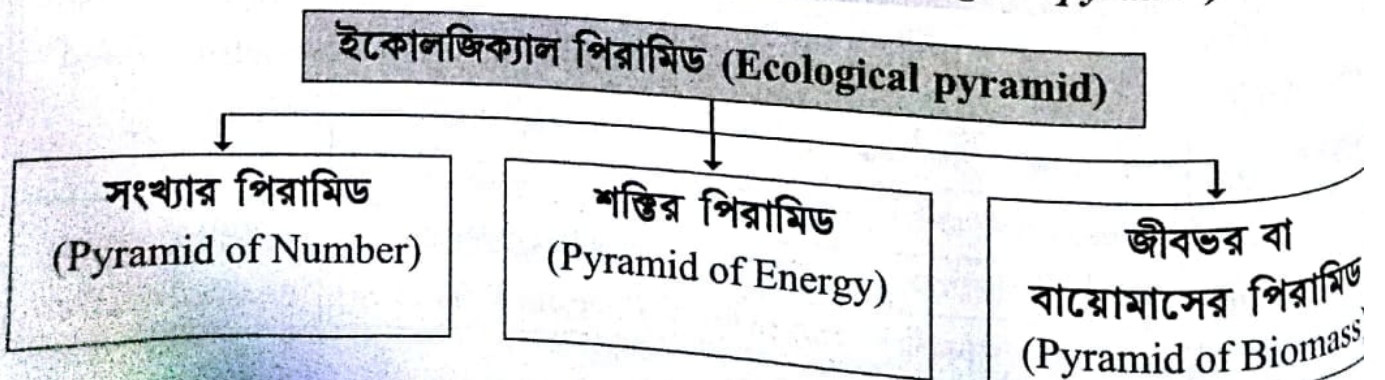 ইকোলজিক্যাল পিরামিড (Ecological pyramid)
সংখ্যার পিরামিড
(Pyramid of Number)
শক্তির পিরামিড
(Pyramid of Energy)
জীবভর বা
বায়োমাসের পিরামিড
(Pyramid of Biomass)